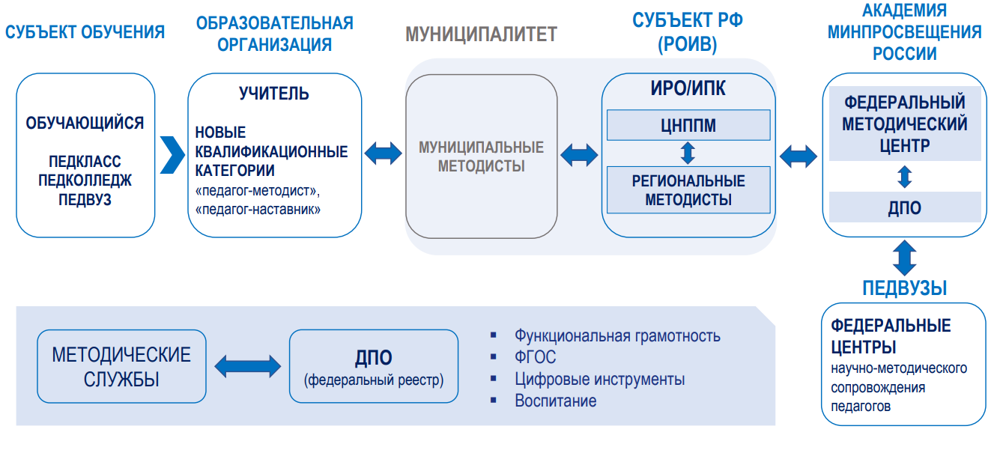 СУБЪЕКТ ОБУЧЕНИЯ
ОБУЧАЮЩИЙСЯ
ПЕДКЛАСС
ПЕДКОЛЛЕДЖ
ПЕДВУЗ
ОБРАЗОВАТЕЛЬНАЯ
ОРГАНИЗАЦИЯ
УЧИТЕЛЬ
НОВЫЕ
КВАЛИФИКАЦИОННЫЕ
КАТЕГОРИИ
«педагог-методист»,
«педагог-наставник»
МУНИЦИПАЛИТЕТ
МУНИЦИПАЛЬНЫЕ
МЕТОДИСТЫ
СУБЪЕКТ РФ
(РОИВ)
ИРО/ИПК
ЦНППМ
РЕГИОНАЛЬНЫЕ
МЕТОДИСТЫ
АКАДЕМИЯ
МИНПРОСВЕЩЕНИЯ
РОССИИ
ФЕДЕРАЛЬНЫЙ
МЕТОДИЧЕСКИЙ
ЦЕНТР
ДПО
ПЕДВУЗЫ
ФЕДЕРАЛЬНЫЕ
ЦЕНТРЫ
научно-методического
сопровождения
педагогов
МЕТОДИЧЕСКИЕ
СЛУЖБЫ
ДПО
(федеральный реестр)
▪ Функциональная грамотность
▪ ФГОС
▪ Цифровые инструменты
▪ Воспитание